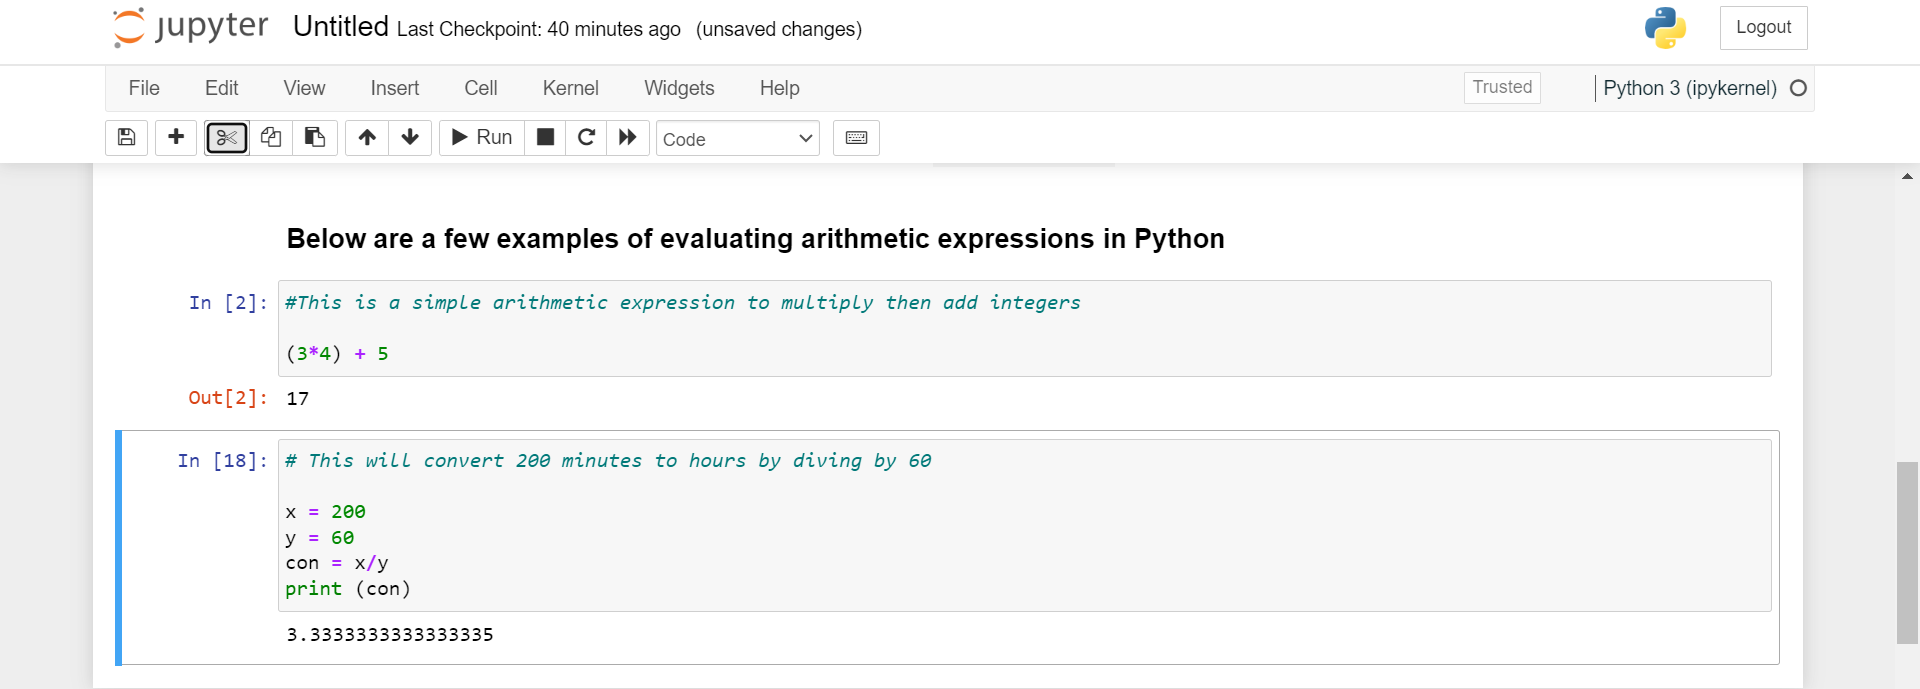 jupyter Untitled Last Checkpoint: 40 minutes ago (unsaved changes) Logout
File Edit View Insert Cell Kernel Widgets Help Trusted Python 3 (ipykernel)
Run Code
Below are a few examples of evaluating arithmetic expressions in Python
In [2]: #This is a simple arithmetic expression to multiply then add integers
(3*4) + 5
Out[2]: 17
In [18]: # This will convert 200 minutes to hours by diving by 60
x = 200
y = 60
con = x/y
print (con)
3.3333333333333335